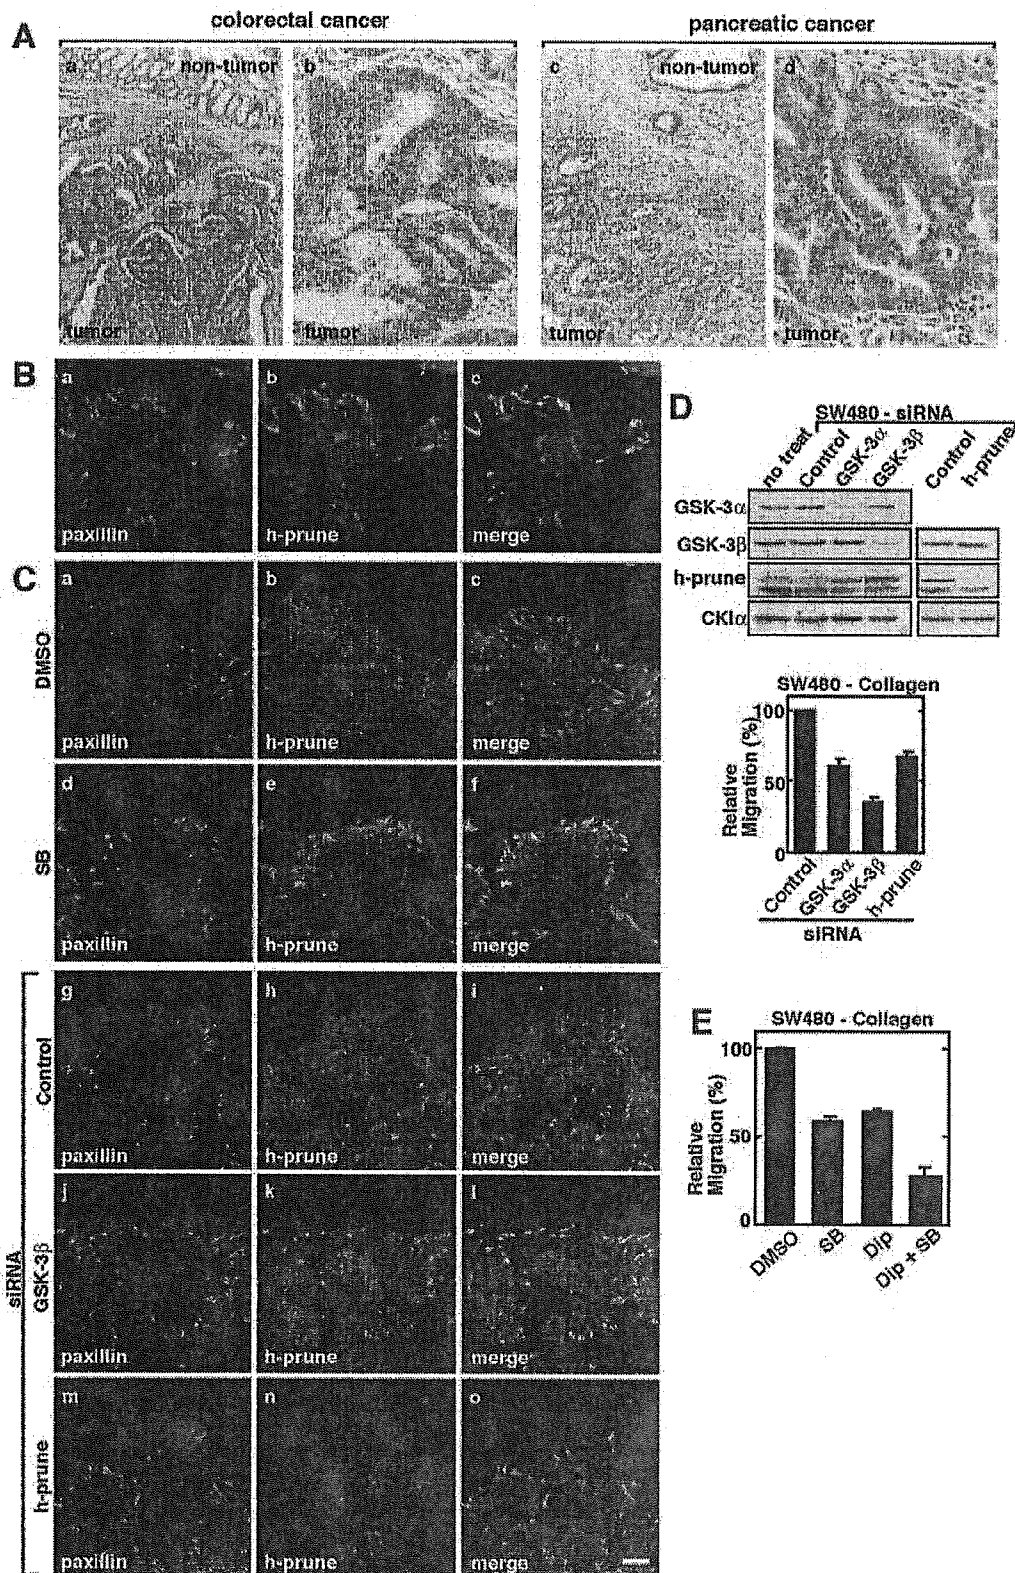 A
colorectal cancer
pancreatic cancer
a
non-tumor
tumor
b
tumor
c
non-tumor
tumor
d
tumor
B
a
paxillin
b
h-prune
c
merge
C
DMSO
a
paxillin
b
h-prune
c
merge
SB
d
paxillin
e
h-prune
f
merge
siRNA
Control
g
paxillin
h
h-prune
i
merge
GSK-3β
j
paxillin
k
h-prune
l
merge
h-prune
m
paxillin
n
h-prune
o
merge
D
SW480 - siRNA
no treat
Control
GSK-3α
GSK-3β
Control
h-prune
GSK-3α
GSK-3β
h-prune
CKIα
SW480 - Collagen
Relative
Migration (%)
100
50
0
Control
GSK-3α
GSK-3β
h-prune
siRNA
E
SW480 - Collagen
Relative
Migration (%)
100
50
0
DMSO
SB
Dip
Dip + SB